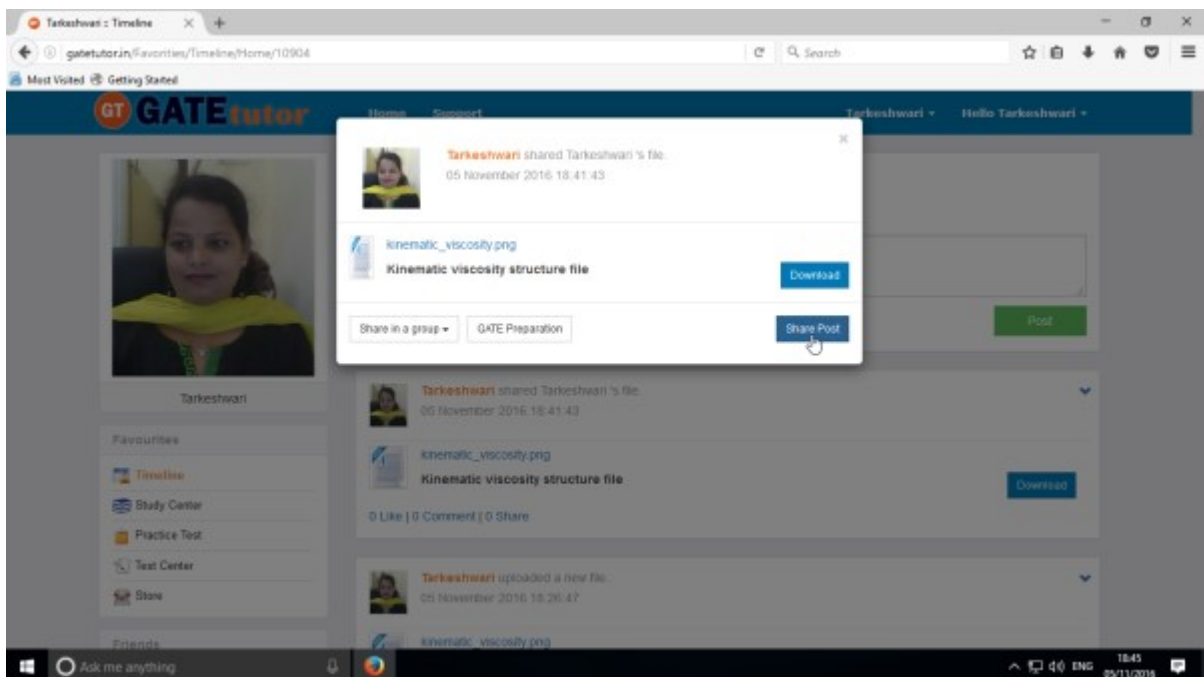 Tarkeshwari :: Timeline
gatetutor.in/Favorities/Timeline/Home/10904
Search
Most Visited
Getting Started
GT GATEtutor
Home Support
Tarkeshwari
Hello Tarkeshwari
Tarkeshwari shared Tarkeshwari 's file.
05 November 2016 18:41:43
kinematic_viscosity.png
Kinematic viscosity structure file
Download
Share in a group
GATE Preparation
Share Post
Post
Tarkeshwari
Favourites
Timeline
Study Center
Practice Test
Test Center
Store
Friends
Tarkeshwari shared Tarkeshwari 's file.
05 November 2016 18:41:43
kinematic_viscosity.png
Kinematic viscosity structure file
Download
0 Like | 0 Comment | 0 Share
Tarkeshwari uploaded a new file.
05 November 2016 18:26:47
kinematic_viscosity.png
Ask me anything
ENG
18:45
05/11/2016